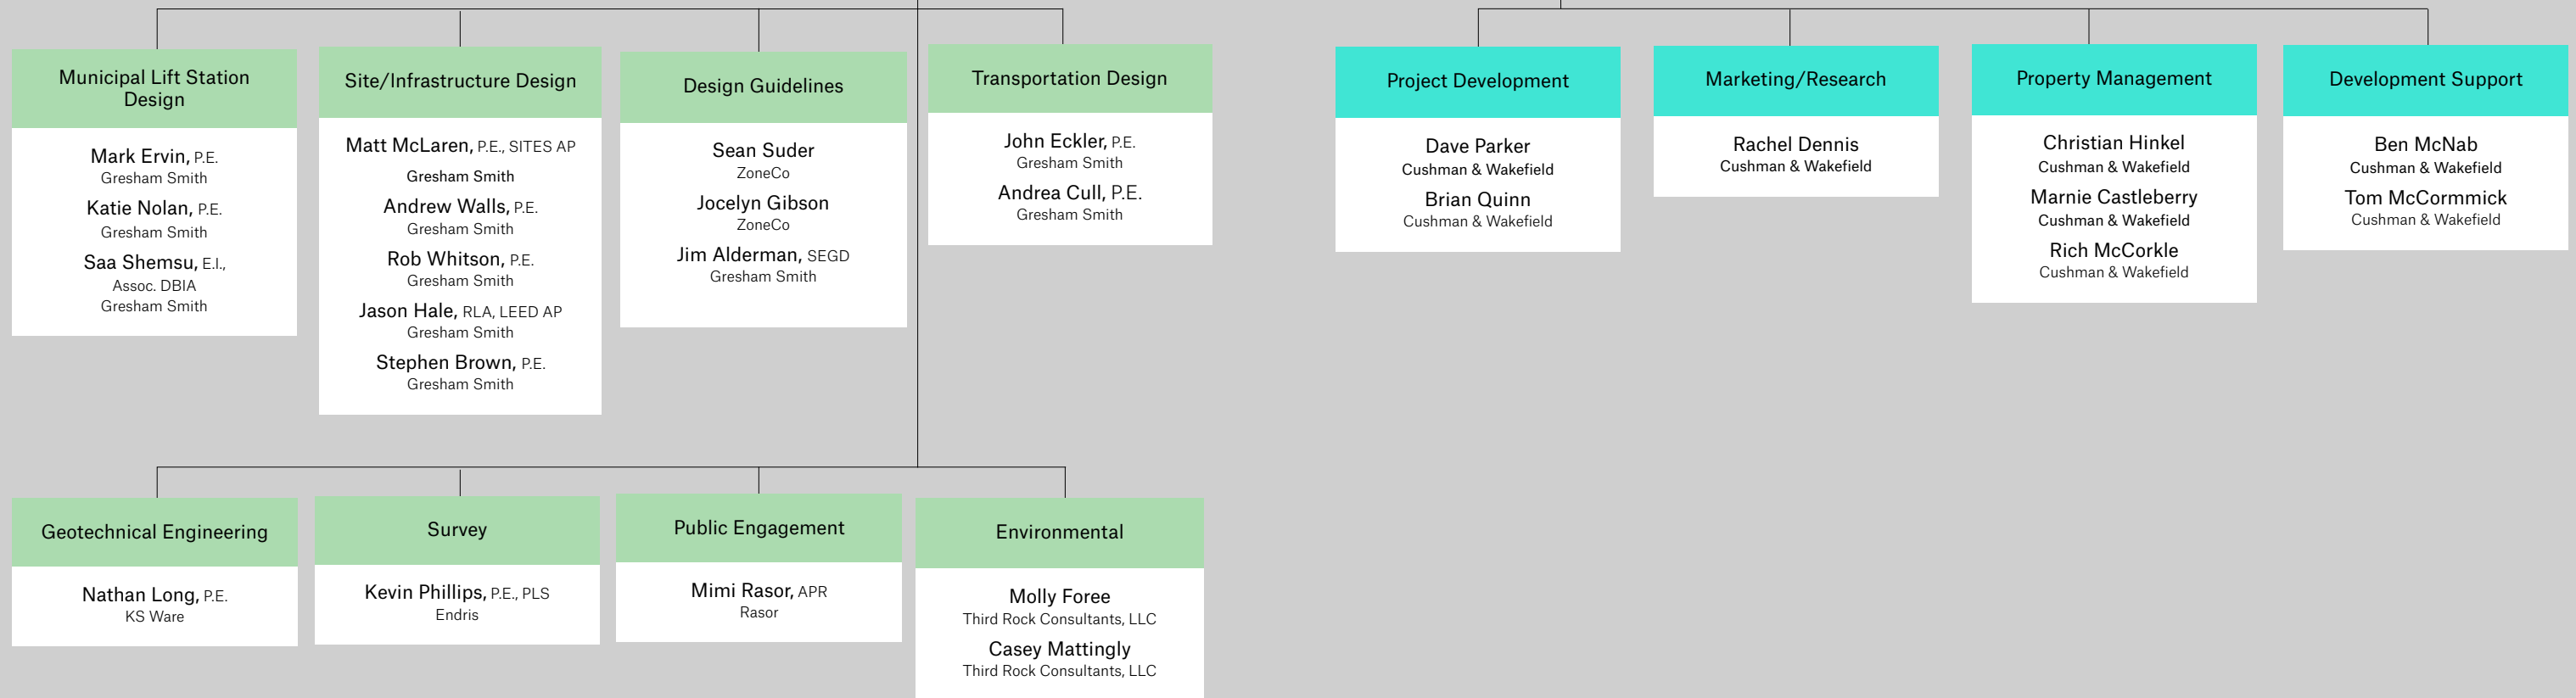 Municipal Lift Station
Design
Mark Ervin, P.E.
Gresham Smith
Katie Nolan, P.E.
Gresham Smith
Saa Shemsu, E.I.,
Assoc. DBIA
Gresham Smith
Site/Infrastructure Design
Matt McLaren, P.E., SITES AP
Gresham Smith
Andrew Walls, P.E.
Gresham Smith
Rob Whitson, P.E.
Gresham Smith
Jason Hale, RLA, LEED AP
Gresham Smith
Stephen Brown, P.E.
Gresham Smith
Design Guidelines
Sean Suder
ZoneCo
Jocelyn Gibson
ZoneCo
Jim Alderman, SEGD
Gresham Smith
Transportation Design
John Eckler, P.E.
Gresham Smith
Andrea Cull, P.E.
Gresham Smith
Project Development
Dave Parker
Cushman & Wakefield
Brian Quinn
Cushman & Wakefield
Marketing/Research
Rachel Dennis
Cushman & Wakefield
Property Management
Christian Hinkel
Cushman & Wakefield
Marnie Castleberry
Cushman & Wakefield
Rich McCorkle
Cushman & Wakefield
Development Support
Ben McNab
Cushman & Wakefield
Tom McCormmick
Cushman & Wakefield
Geotechnical Engineering
Nathan Long, P.E.
KS Ware
Survey
Kevin Phillips, P.E., PLS
Endris
Public Engagement
Mimi Rasor, APR
Rasor
Environmental
Molly Foree
Third Rock Consultants, LLC
Casey Mattingly
Third Rock Consultants, LLC